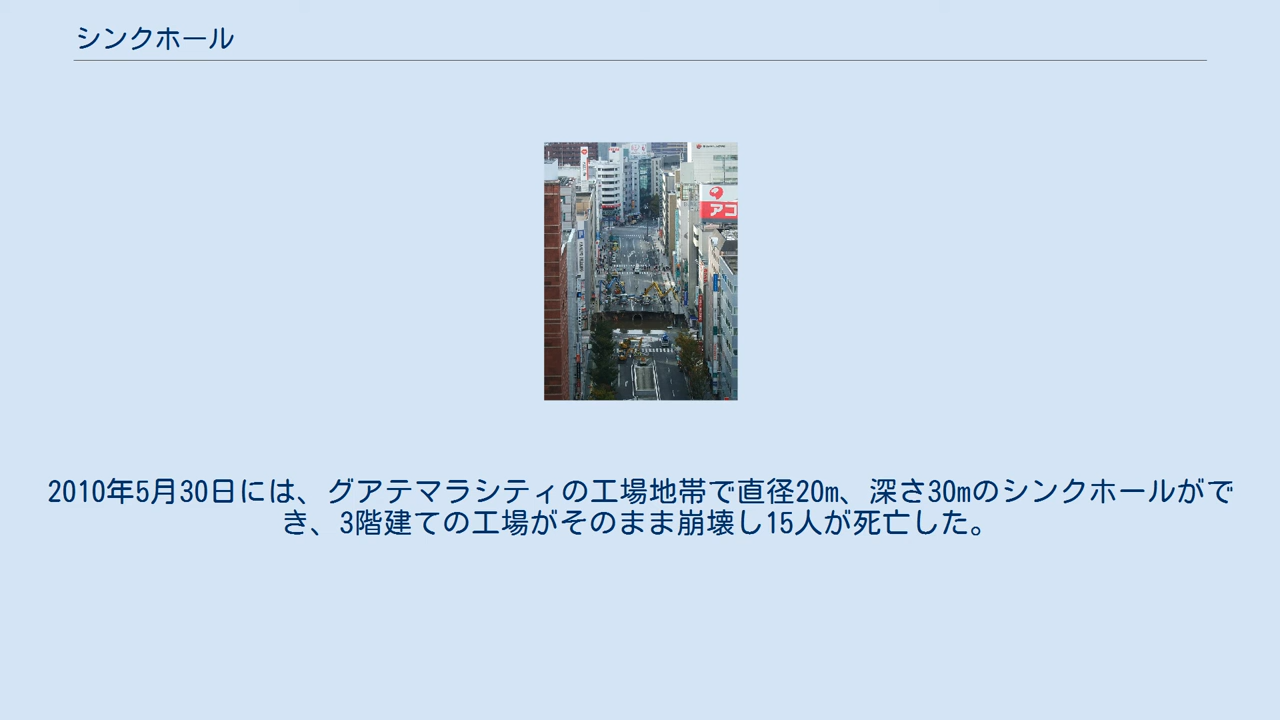 シンクホール
アコ
2010年5月30日には、グアテマラシティの工場地帯で直径20m、深さ30mのシンクホールがで
き、3階建ての工場がそのまま崩壊し15人が死亡した。